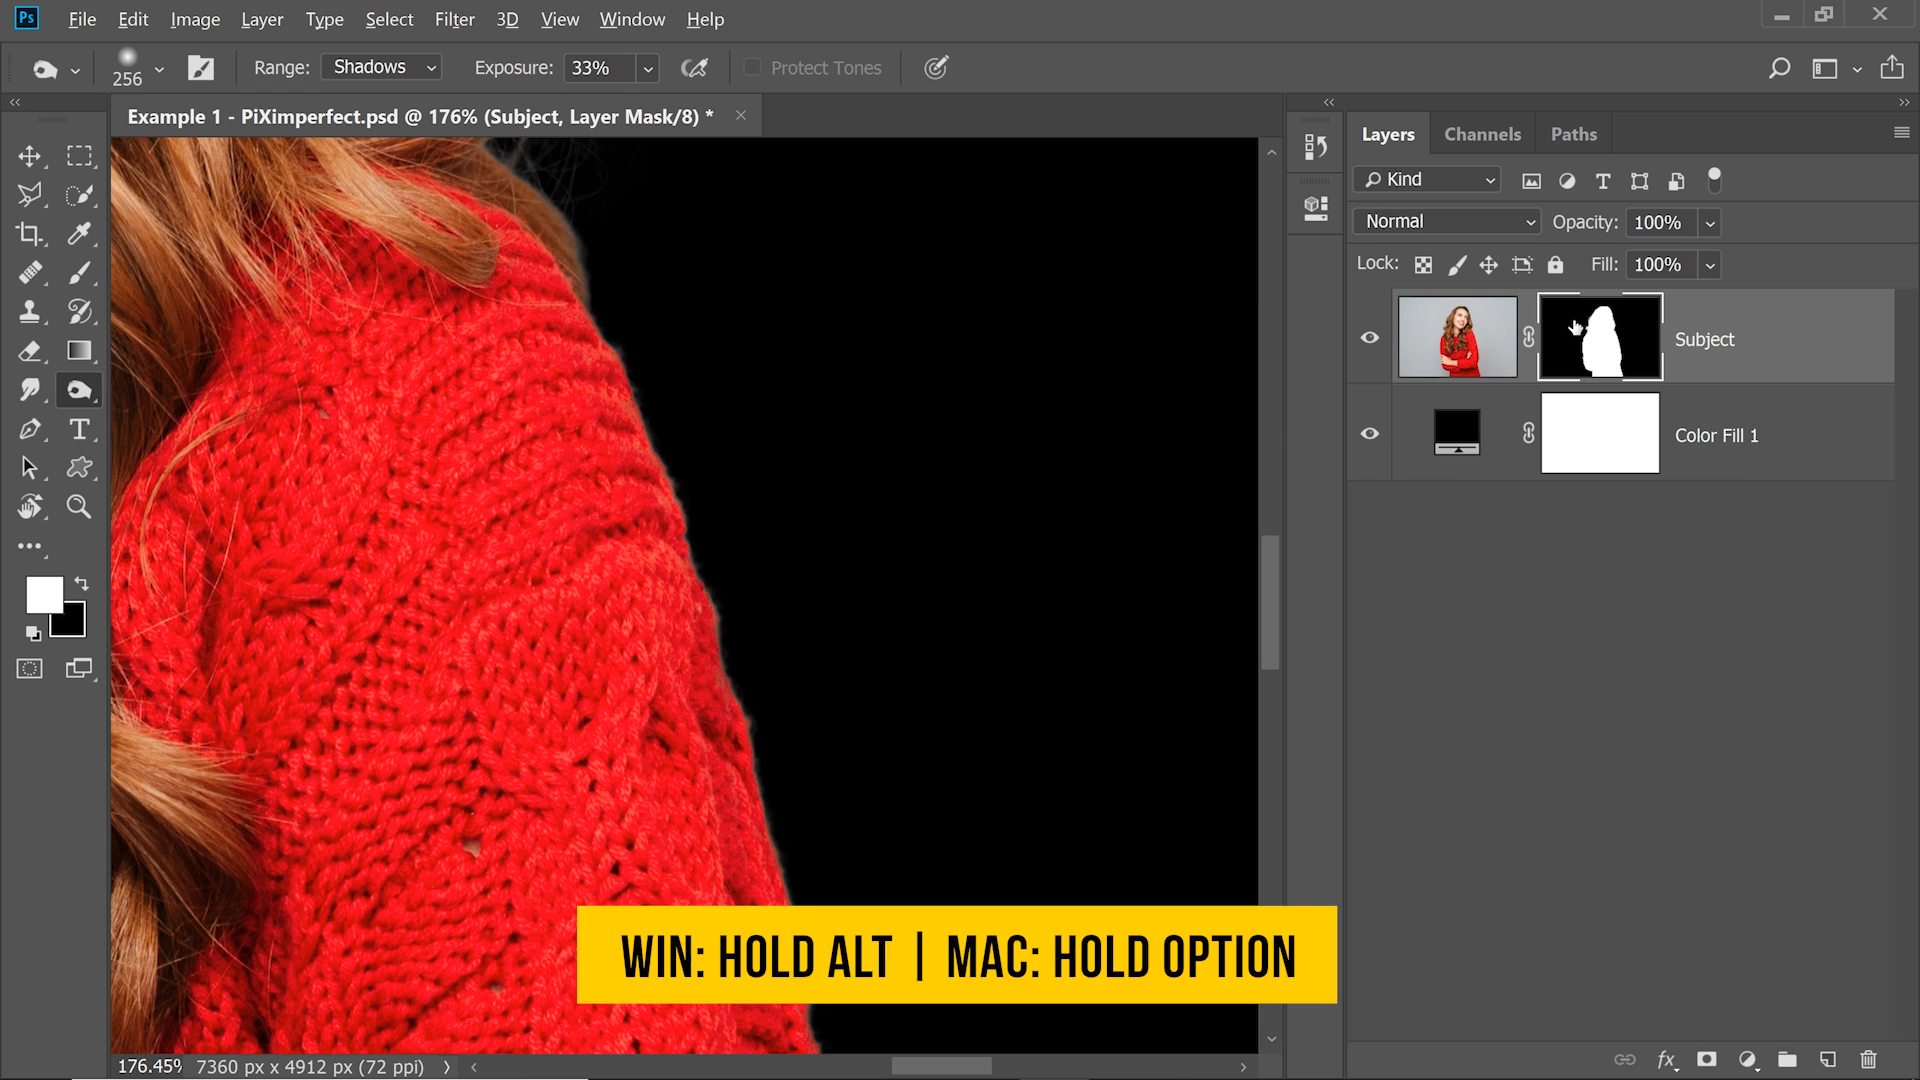 Ps File Edit Image Layer Type Select Filter 3D View Window Help
256 Range: Shadows Exposure: 33% Protect Tones
Example 1 - PiXimperfect.psd @ 176% (Subject, Layer Mask/8) *
Layers Channels Paths
Kind
Normal Opacity: 100%
Lock: Fill: 100%
Subject
Color Fill 1
WIN: HOLD ALT | MAC: HOLD OPTION
176.45% 7360 px x 4912 px (72 ppi)
fx